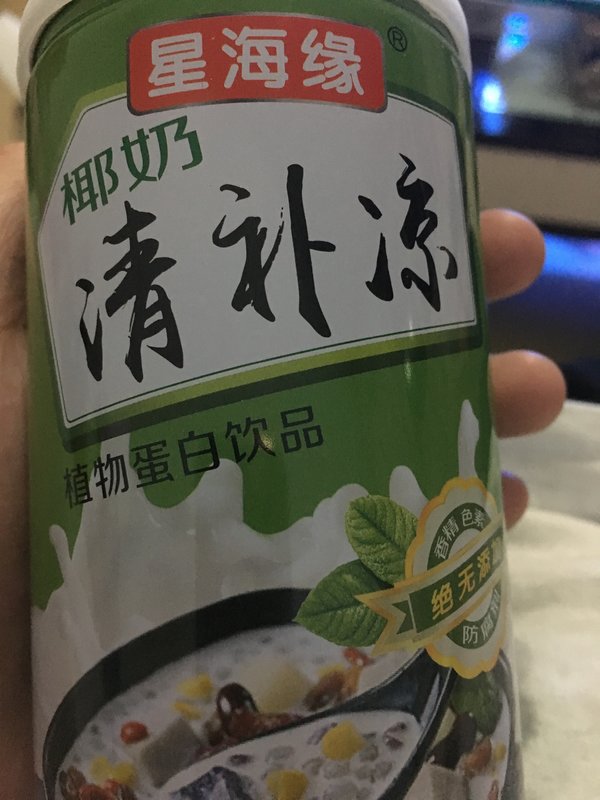 星海缘®
椰奶
清补凉
植物蛋白饮品
香精 色素
绝无添加
防腐剂